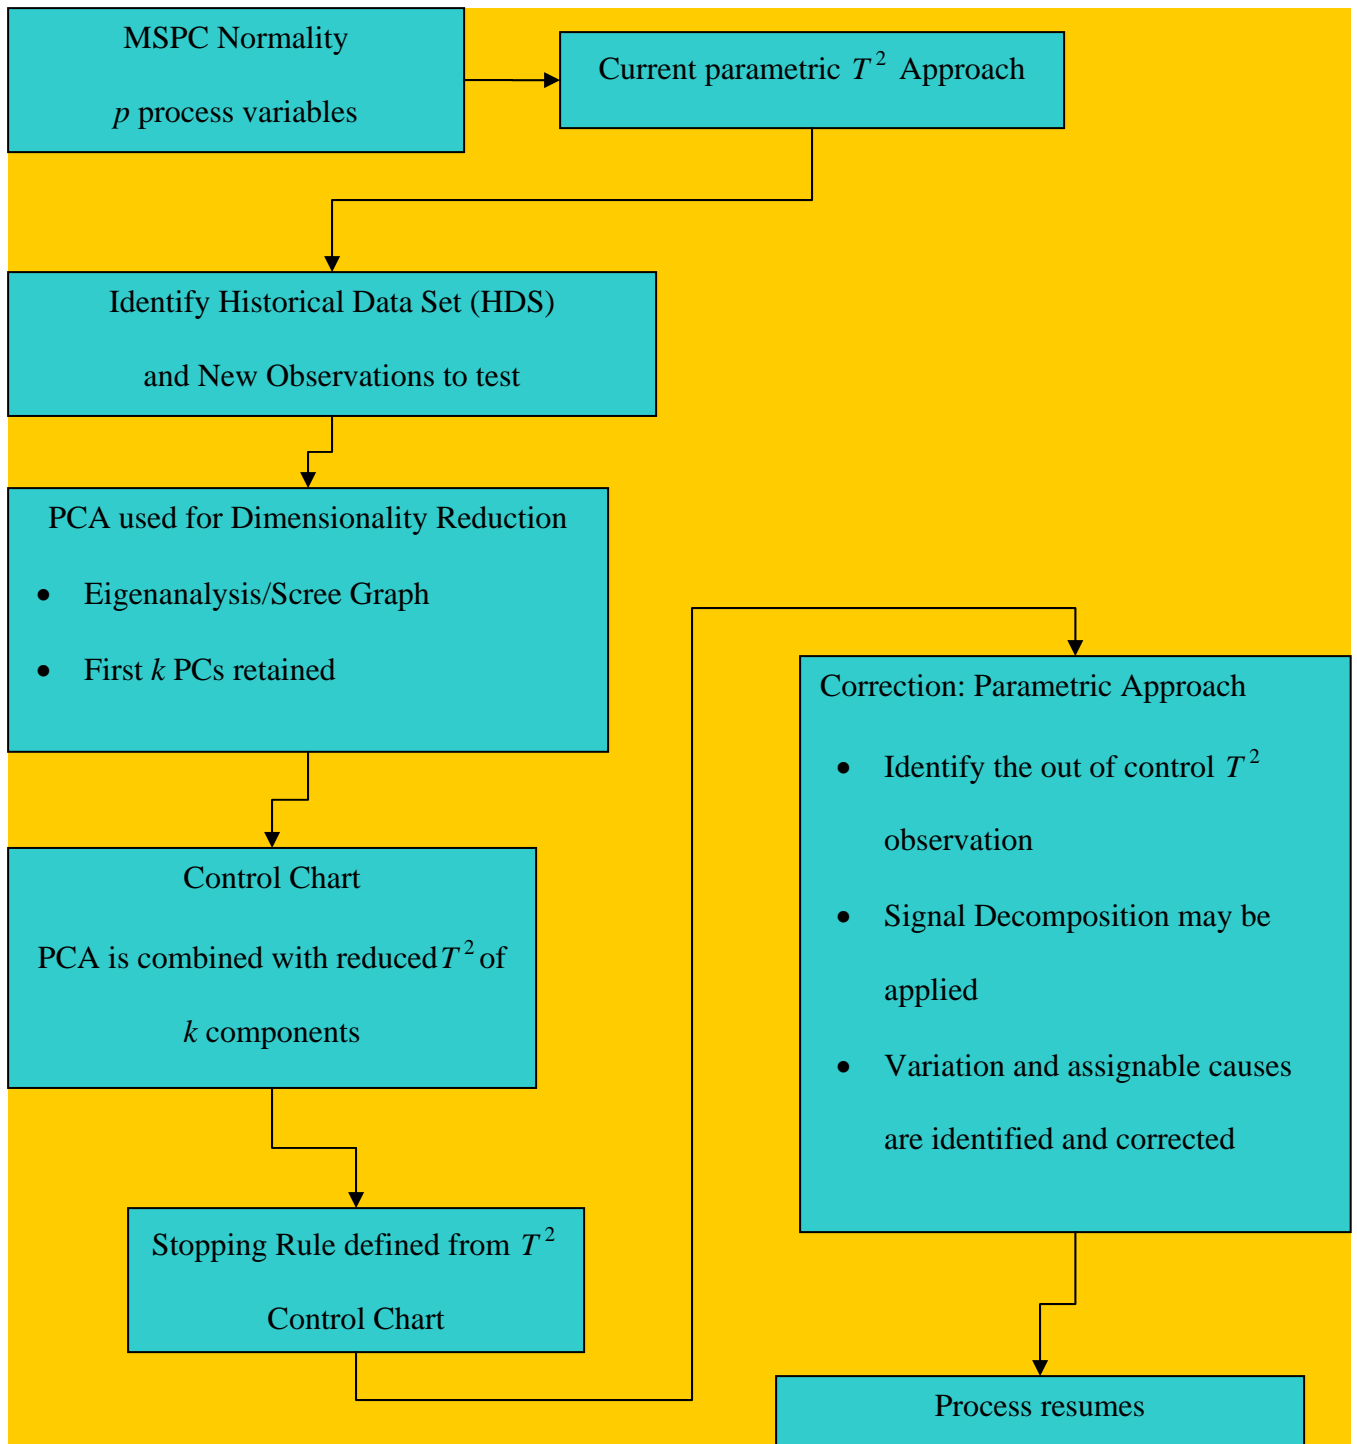 MSPC Normality
p process variables
Current parametric T² Approach
Identify Historical Data Set (HDS)
and New Observations to test
PCA used for Dimensionality Reduction
• Eigenanalysis/Scree Graph
• First k PCs retained
Control Chart
PCA is combined with reduced T² of
k components
Stopping Rule defined from T²
Control Chart
Correction: Parametric Approach
• Identify the out of control T²
observation
• Signal Decomposition may be
applied
• Variation and assignable causes
are identified and corrected
Process resumes